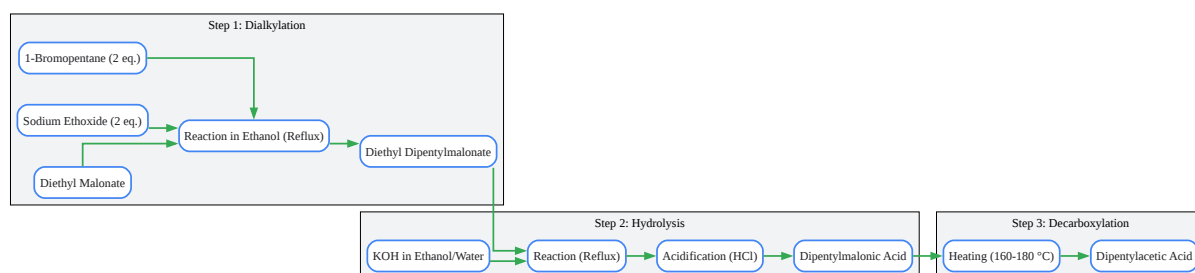 Step 1: Dialkylation
1-Bromopentane (2 eq.)
Sodium Ethoxide (2 eq.)
Reaction in Ethanol (Reflux)
Diethyl Malonate
Diethyl Dipentylmalonate
Step 2: Hydrolysis
KOH in Ethanol/Water
Reaction (Reflux)
Acidification (HCl)
Dipentylmalonic Acid
Step 3: Decarboxylation
Heating (160-180 °C)
Dipentylacetic Acid